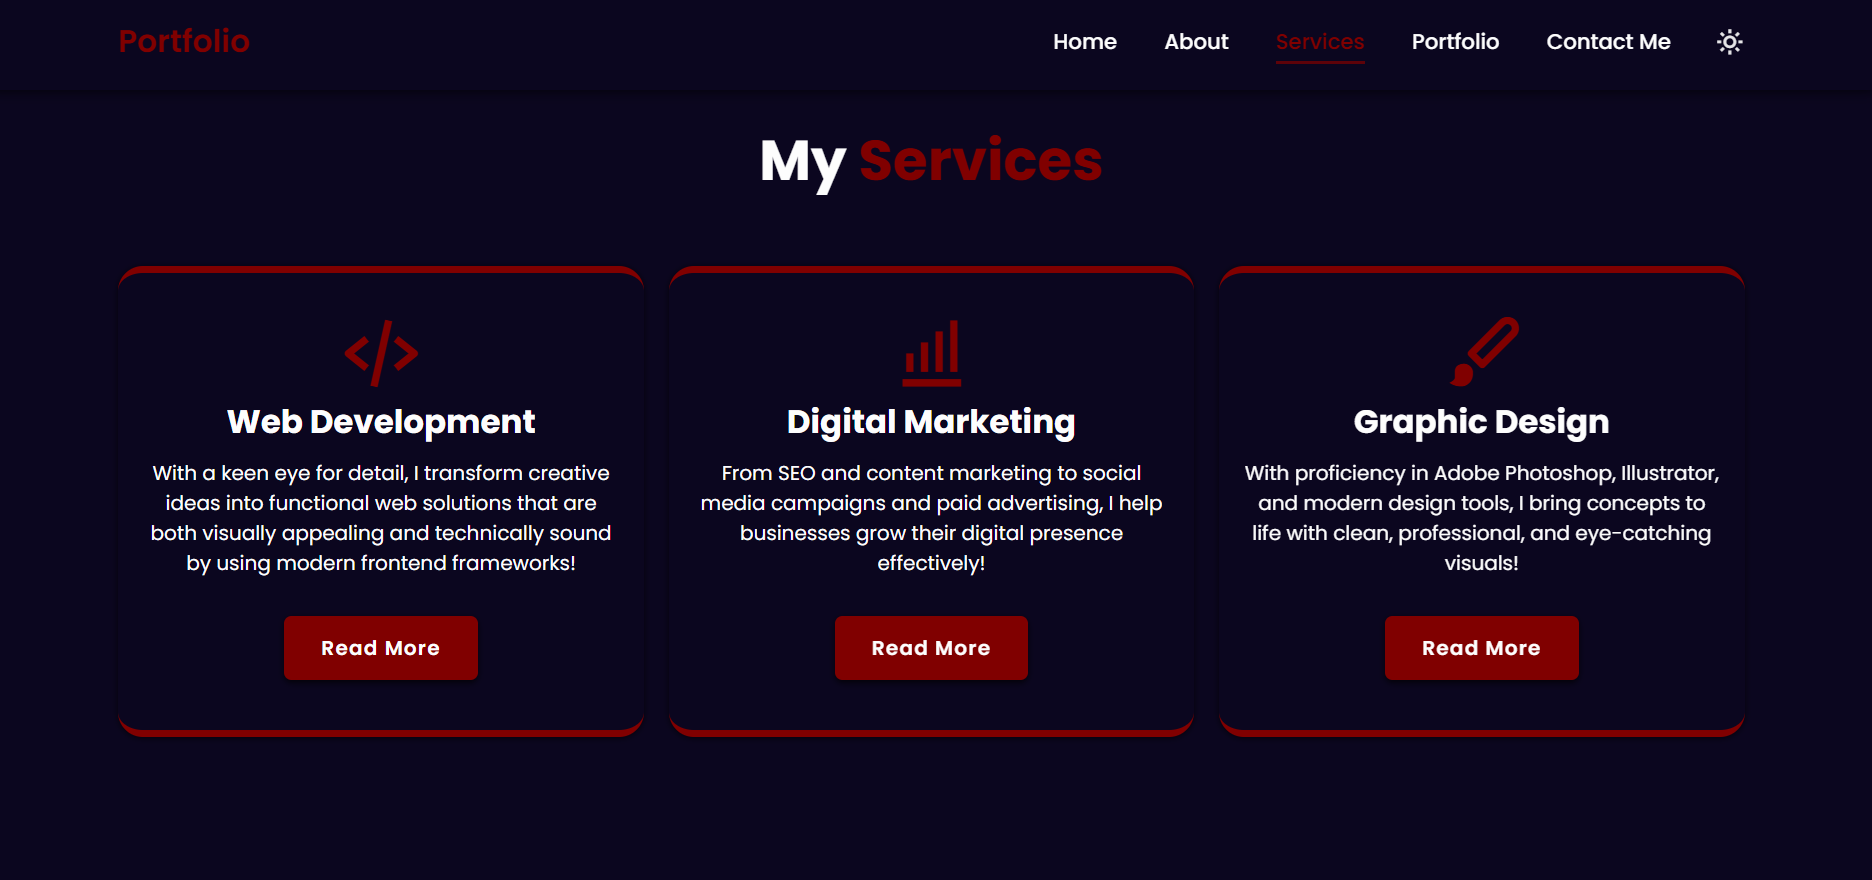 Portfolio
Home
About
Services
Portfolio
Contact Me
My Services
Web Development
With a keen eye for detail, I transform creative
ideas into functional web solutions that are
both visually appealing and technically sound
by using modern frontend frameworks!
Read More
Digital Marketing
From SEO and content marketing to social
media campaigns and paid advertising, I help
businesses grow their digital presence
effectively!
Read More
Graphic Design
With proficiency in Adobe Photoshop, Illustrator,
and modern design tools, I bring concepts to
life with clean, professional, and eye-catching
visuals!
Read More